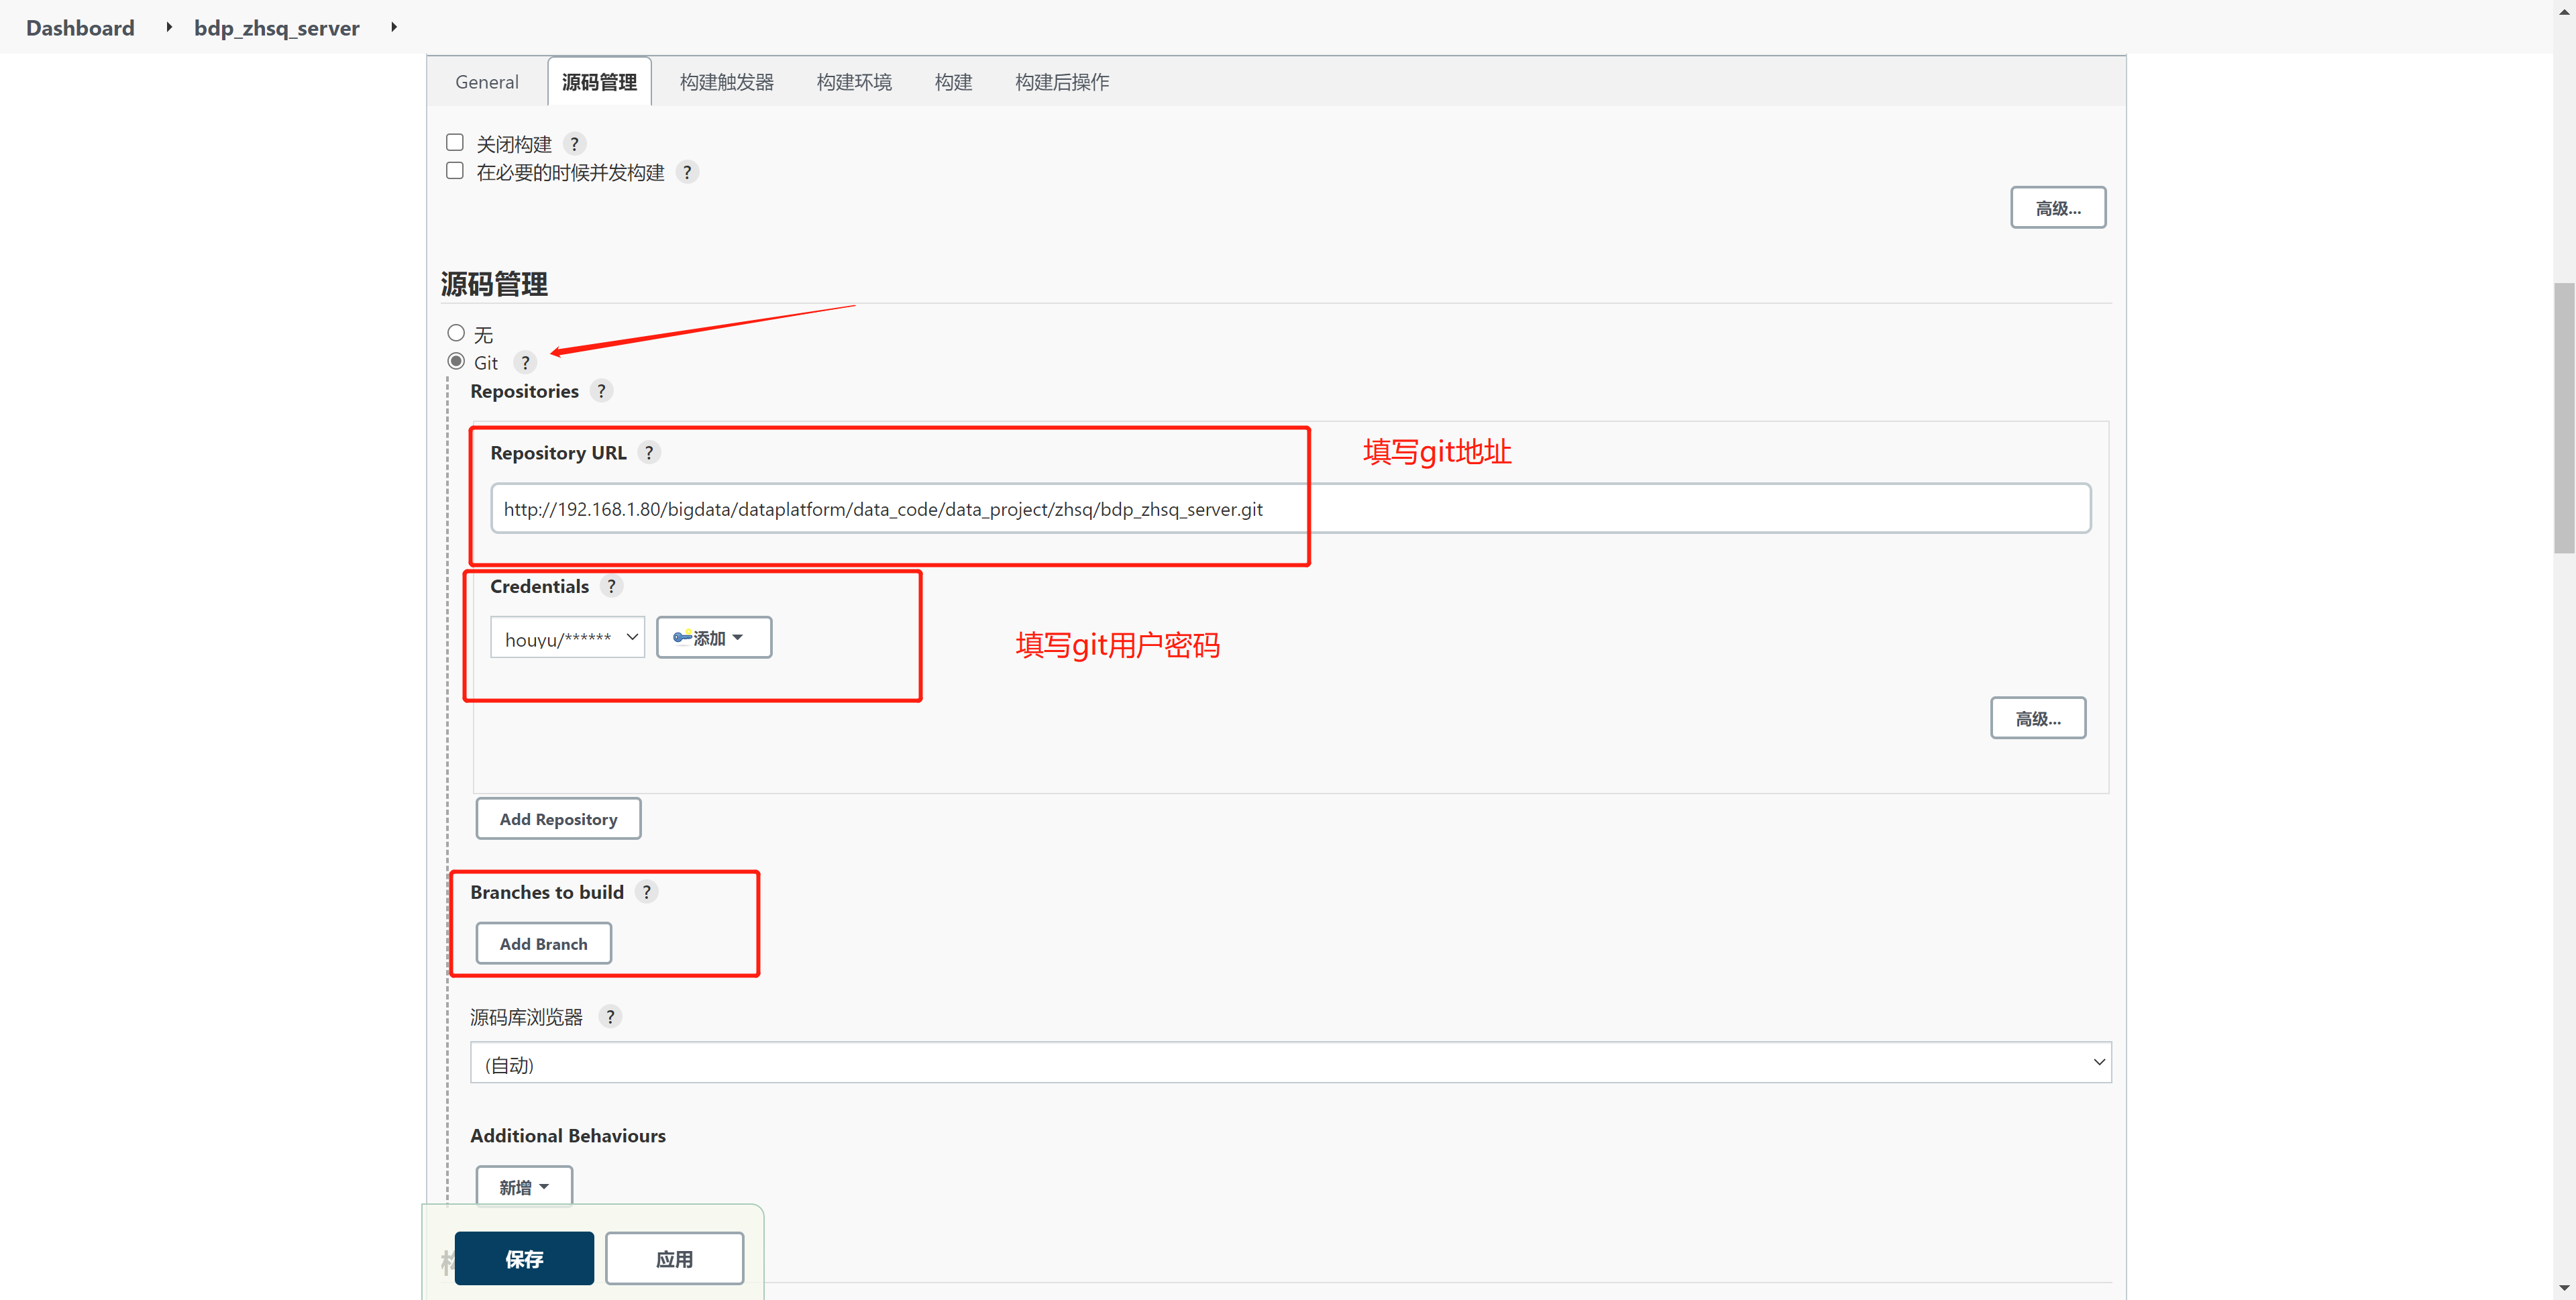 Dashboard bdp_zhsq_server
General 源码管理 构建触发器 构建环境 构建 构建后操作
关闭构建 ?
在必要的时候并发构建 ?
高级...
源码管理
无
Git ?
Repositories ?
Repository URL ?
填写git地址
http://192.168.1.80/bigdata/dataplatform/data_code/data_project/zhsq/bdp_zhsq_server.git
Credentials ?
houyu/****** 添加
填写git用户密码
高级...
Add Repository
Branches to build ?
Add Branch
源码库浏览器 ?
(自动)
Additional Behaviours
新增
保存 应用